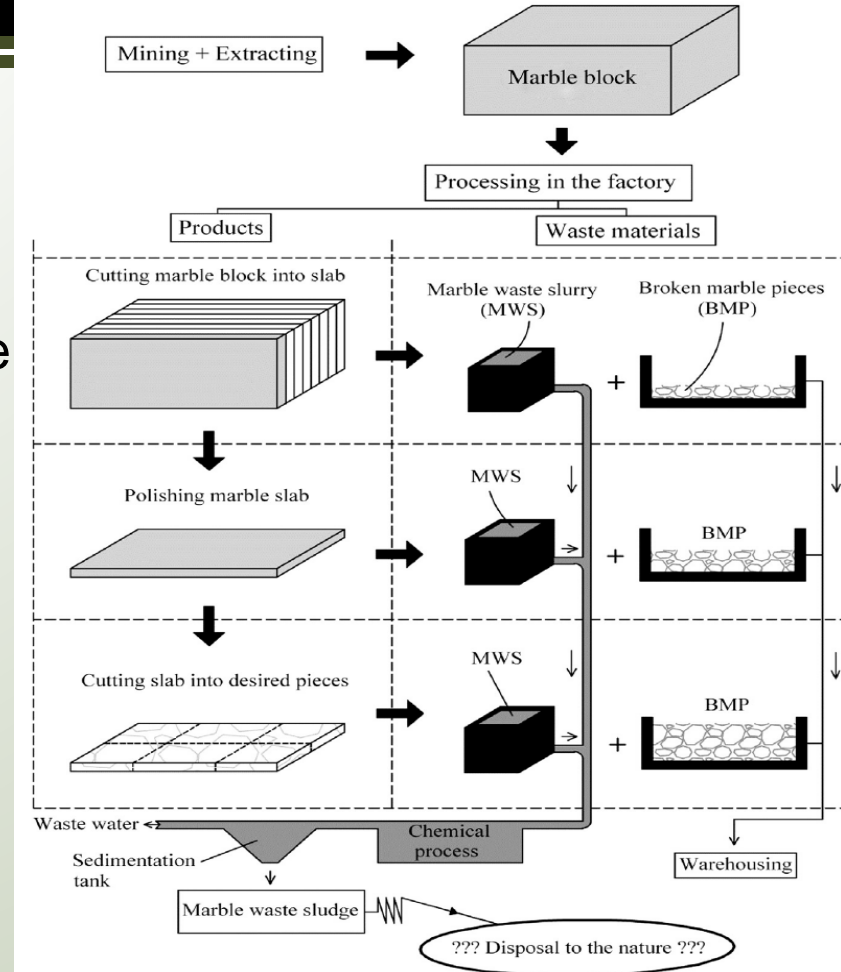 Mining + Extracting
Marble block
Processing in the factory
Products
Waste materials
Cutting marble block into slab
Marble waste slurry
(MWS)
Broken marble pieces
(BMP)
+
e
Polishing marble slab
MWS
BMP
+
Cutting slab into desired pieces
MWS
BMP
+
Waste water
Chemical
process
Sedimentation
tank
Warehousing
Marble waste sludge
??? Disposal to the nature ???